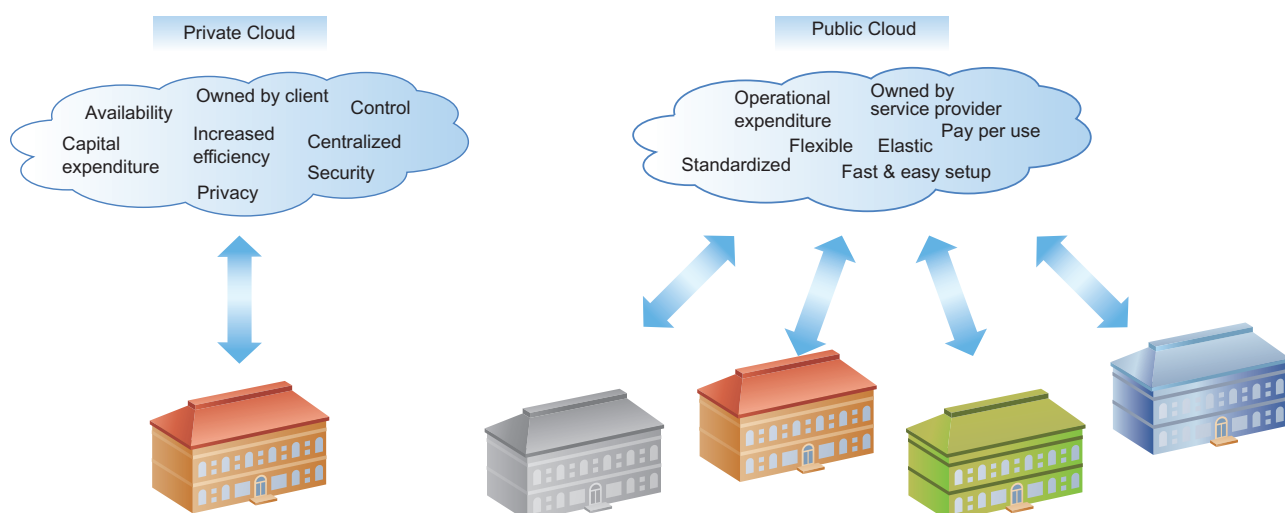 Private Cloud
Availability
Owned by client
Control
Capital
expenditure
Increased
efficiency
Centralized
Privacy
Security
Public Cloud
Operational
expenditure
Owned by
service provider
Pay per use
Flexible
Elastic
Standardized
Fast & easy setup